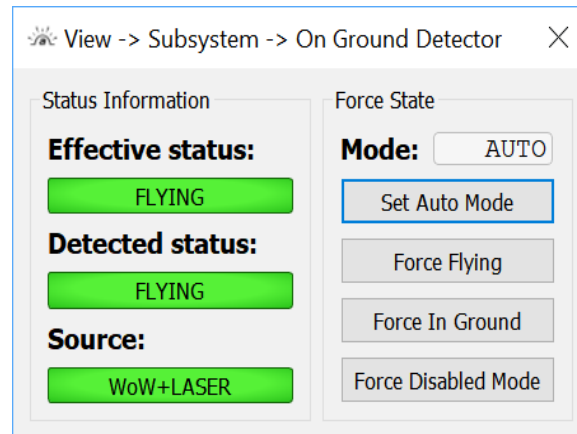 View -> Subsystem -> On Ground Detector
Status Information
Effective status:
FLYING
Detected status:
FLYING
Source:
WoW+LASER
Force State
Mode: AUTO
Set Auto Mode
Force Flying
Force In Ground
Force Disabled Mode